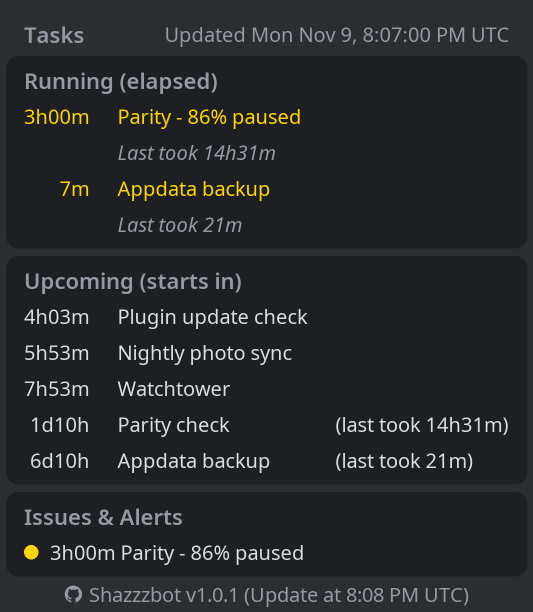 Tasks Updated Mon Nov 9, 8:07:00 PM UTC
Running (elapsed)
3h00m Parity - 86% paused
Last took 14h31m
7m Appdata backup
Last took 21m
Upcoming (starts in)
4h03m Plugin update check
5h53m Nightly photo sync
7h53m Watchtower
1d10h Parity check (last took 14h31m)
6d10h Appdata backup (last took 21m)
Issues & Alerts
3h00m Parity - 86% paused
Shazzzbot v1.0.1 (Update at 8:08 PM UTC)